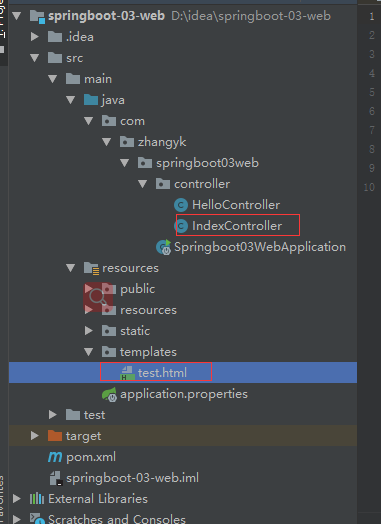 springboot-03-web D:\idea\springboot-03-web
.idea
src
main
java
com
zhangyk
springboot03web
controller
HelloController
IndexController
Springboot03WebApplication
resources
public
resources
static
templates
test.html
application.properties
test
target
pom.xml
springboot-03-web.iml
External Libraries
Scratches and Consoles
1
2
3
4
5
6
7
8
9
10